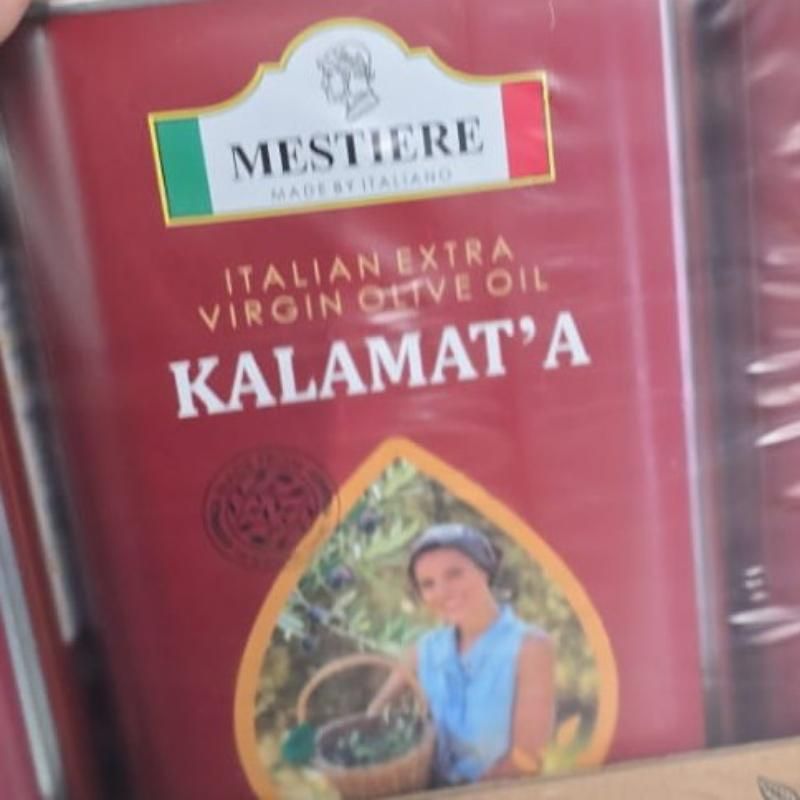 MESTIERE
MADE BY ITALIANO
ITALIAN EXTRA
VIRGIN OLIVE OIL
KALAMAT'A